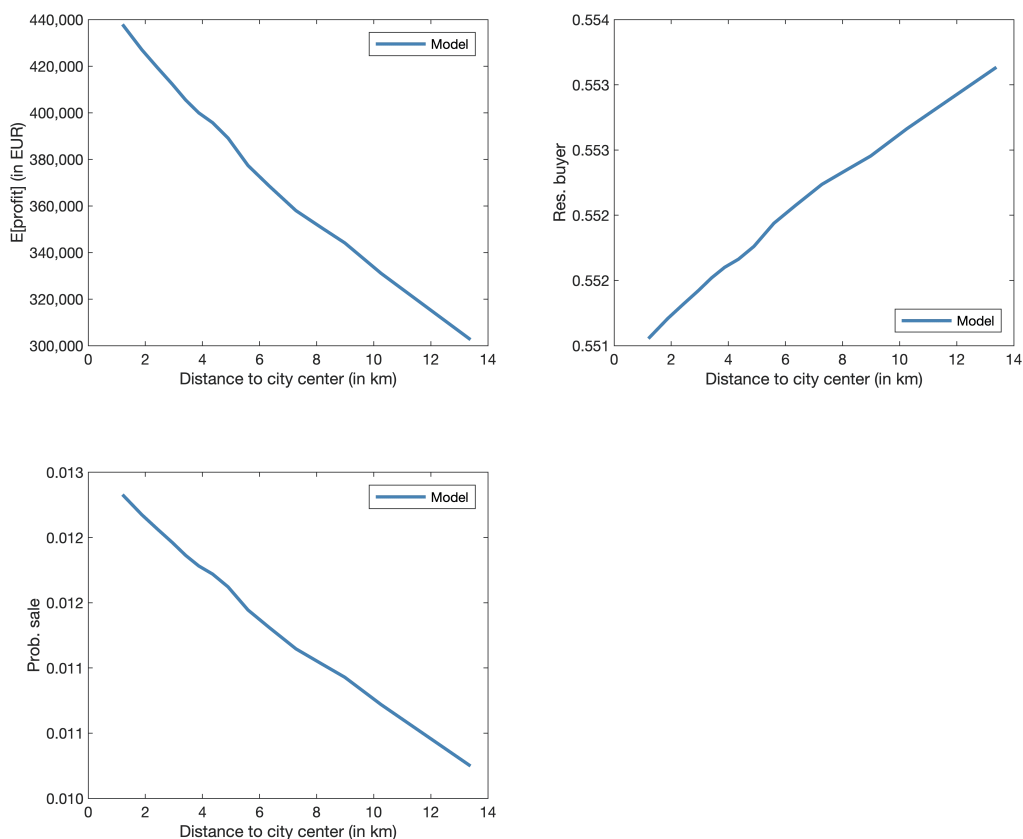 440,000
420,000
400,000
380,000
360,000
340,000
320,000
300,000
E[profit] (in EUR)
Model
0 2 4 6 8 10 12 14
Distance to city center (in km)
0.554
0.553
0.553
0.552
0.552
0.551
Res. buyer
Model
0 2 4 6 8 10 12 14
Distance to city center (in km)
0.013
0.012
0.012
0.011
0.011
0.010
Prob. sale
Model
0 2 4 6 8 10 12 14
Distance to city center (in km)